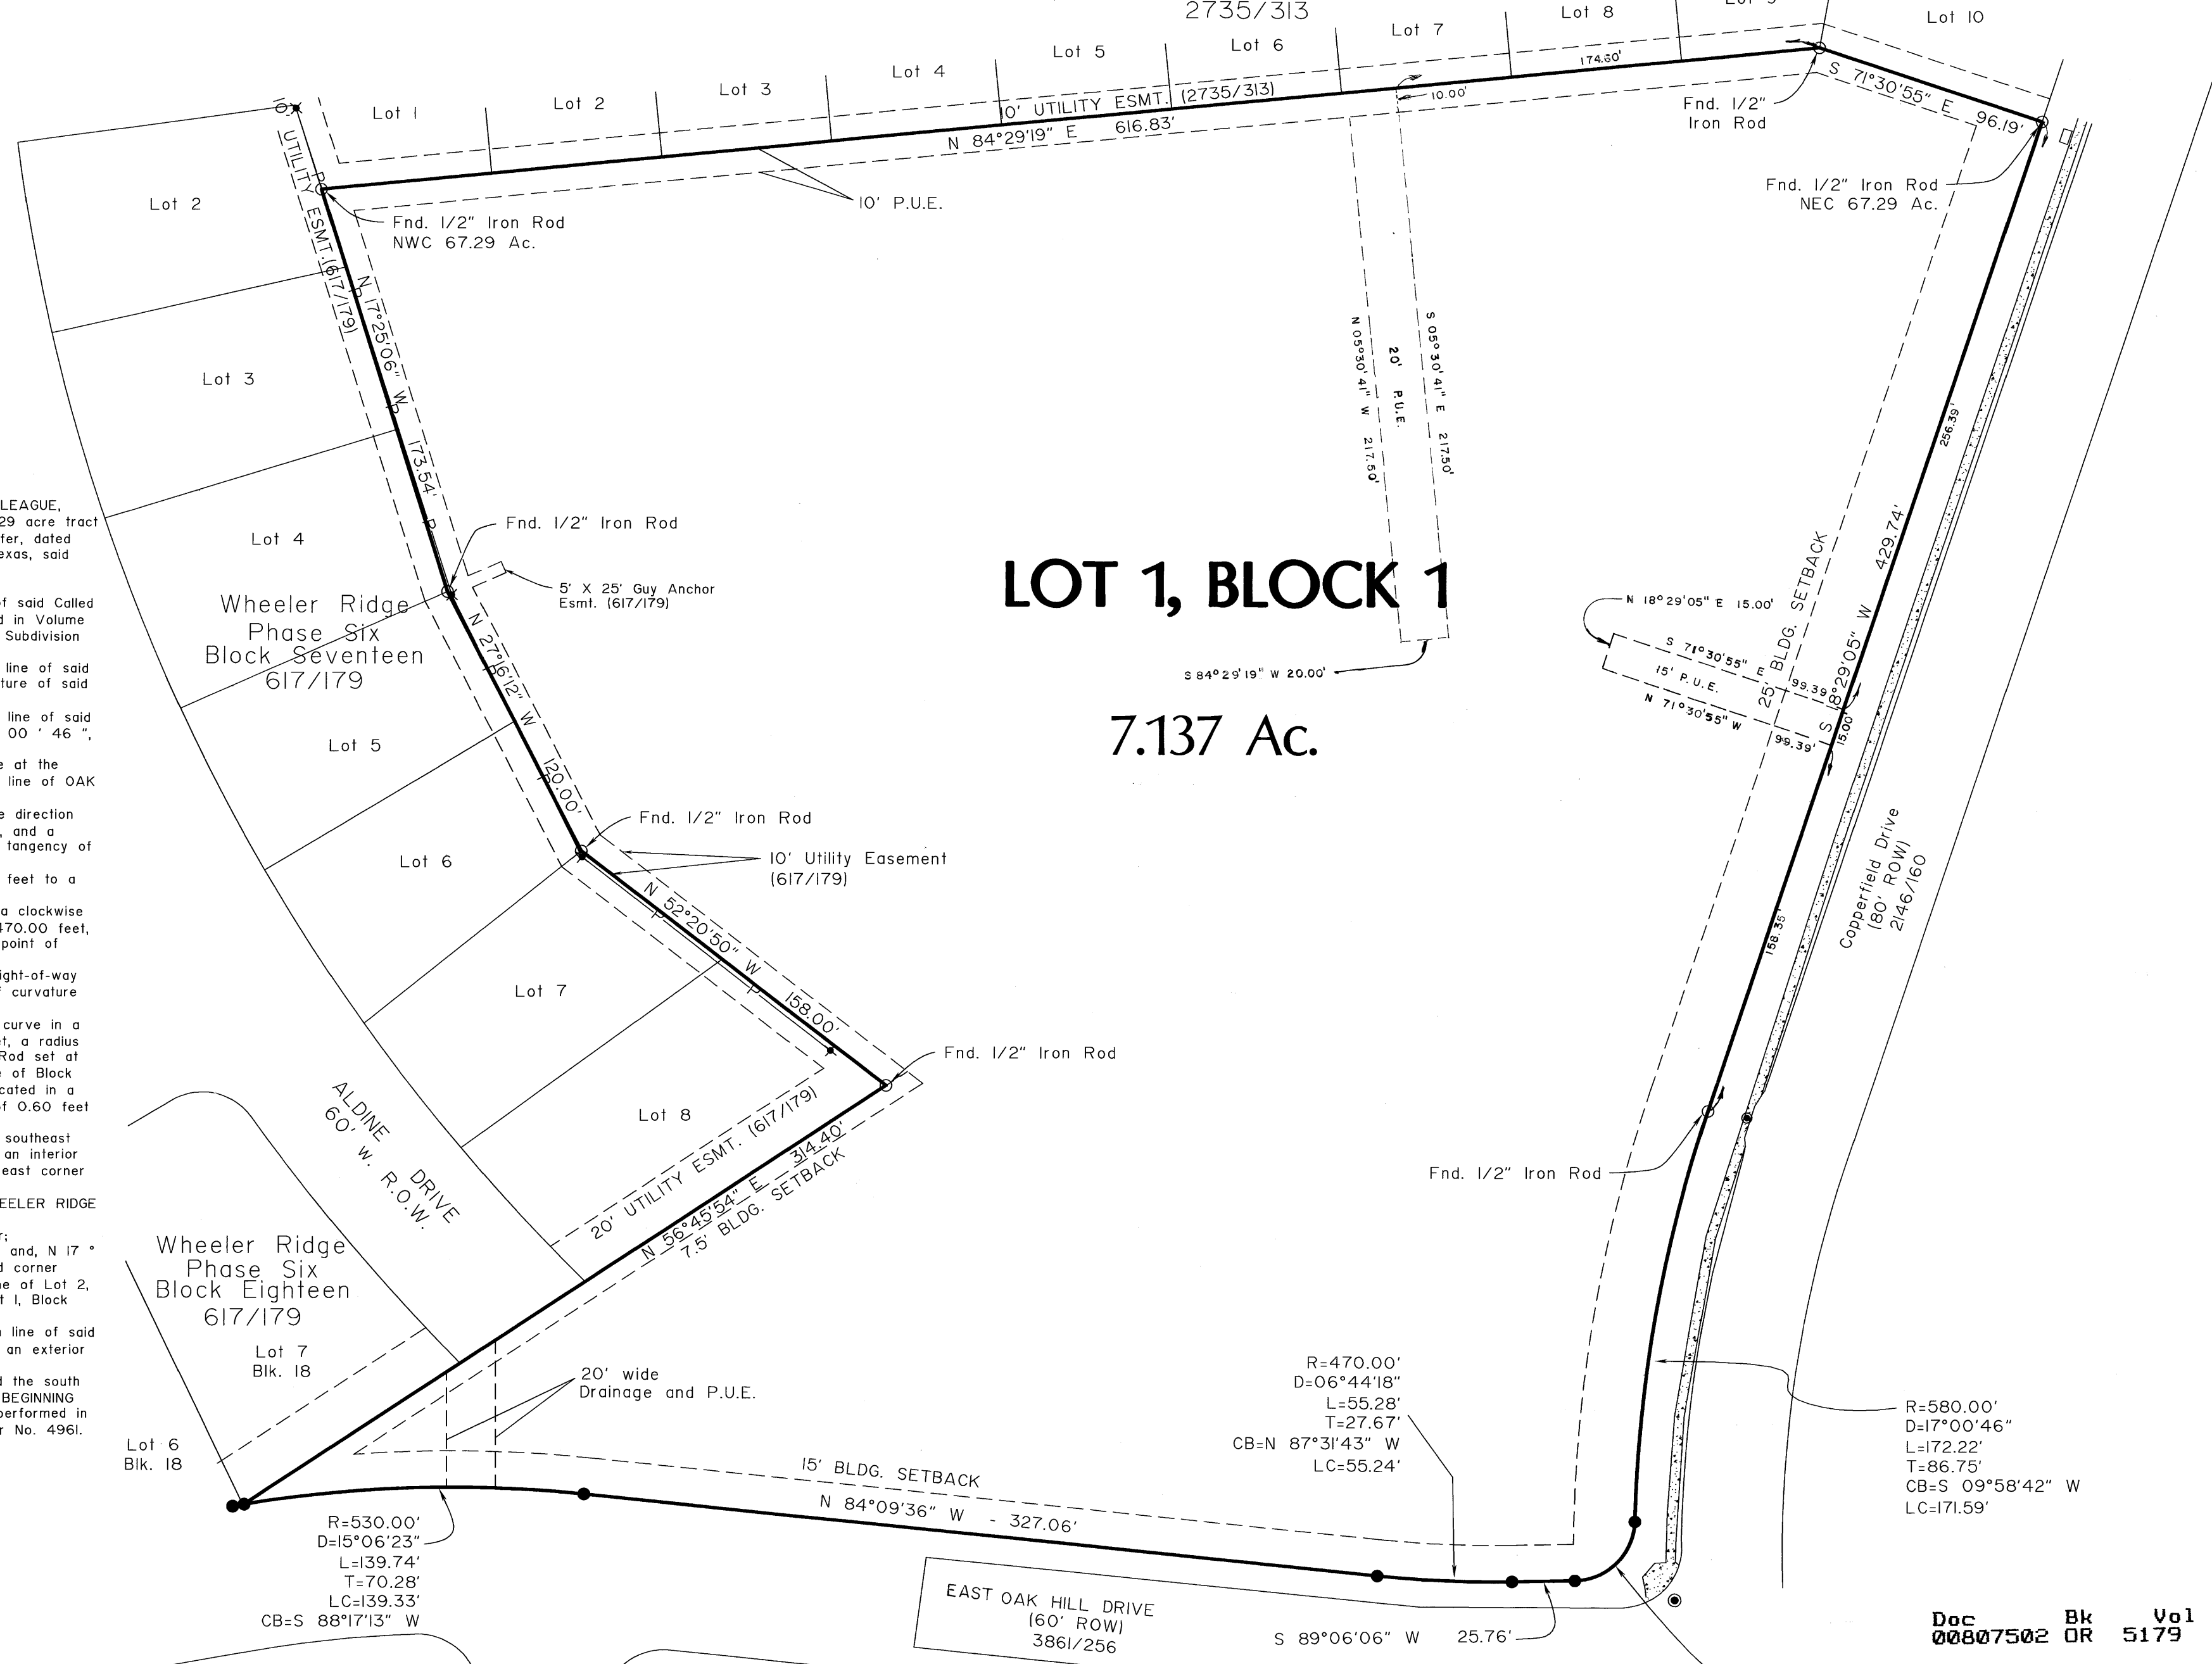 2735/313
Lot 1
Lot 2
Lot 3
Lot 4
Lot 5
Lot 6
Lot 7
Lot 8
Lot 10
10' UTILITY ESMT. (2735/313)
N 84°29'19" E 616.83'
174.60'
10.00'
S 71°30'55" E 96.19'
Fnd. 1/2"
Iron Rod
Fnd. 1/2" Iron Rod
NEC 67.29 Ac.
10' P.U.E.
Fnd. 1/2" Iron Rod
NWC 67.29 Ac.
10' UTILITY ESMT.(617/179)
N 17°25'06" W 173.54'
Lot 2
Lot 3
Lot 4
Wheeler Ridge
Phase Six
Block Seventeen
617/179
Lot 5
Lot 6
Lot 7
Lot 8
Fnd. 1/2" Iron Rod
5' X 25' Guy Anchor
Esmt. (617/179)
N 27°16'12" W 120.00'
Fnd. 1/2" Iron Rod
10' Utility Easement
(617/179)
N 52°20'50" W 158.00'
Fnd. 1/2" Iron Rod
N 05°30'41" W 217.50'
20' P.U.E.
S 05°30'41" E 217.50'
S 84°29'19" W 20.00'
LOT 1, BLOCK 1
7.137 Ac.
N 18°29'05" E 15.00'
S 71°30'55" E 99.39'
15' P.U.E.
N 71°30'55" W 99.39'
15.00'
25' BLDG. SETBACK
S 18°29'05" W 429.74'
256.39'
158.35'
Copperfield Drive
(80' ROW)
2146/160
Fnd. 1/2" Iron Rod
20' UTILITY ESMT. (617/179)
N 56°45'54" E 314.40'
7.5' BLDG. SETBACK
ALDINE DRIVE
60' W. R.O.W.
Wheeler Ridge
Phase Six
Block Eighteen
617/179
Lot 7
Blk. 18
Lot 6
Blk. 18
20' wide
Drainage and P.U.E.
15' BLDG. SETBACK
N 84°09'36" W - 327.06'
R=530.00'
D=15°06'23"
L=139.74'
T=70.28'
LC=139.33'
CB=S 88°17'13" W
R=470.00'
D=06°44'18"
L=55.28'
T=27.67'
CB=N 87°31'43" W
LC=55.24'
R=580.00'
D=17°00'46"
L=172.22'
T=86.75'
CB=S 09°58'42" W
LC=171.59'
EAST OAK HILL DRIVE
(60' ROW)
3861/256
S 89°06'06" W 25.76'
Doc Bk Vol
00807502 OR 5179
LEAGUE,
29 acre tract
fer, dated
exas, said
f said Called
d in Volume
Subdivision
line of said
ture of said
line of said
00 ' 46 ",
e at the
line of OAK
e direction
, and a
tangency of
feet to a
a clockwise
470.00 feet,
point of
ight-of-way
f curvature
curve in a
et, a radius
Rod set at
e of Block
cated in a
of 0.60 feet
southeast
an interior
east corner
EELER RIDGE
r;
and, N 17 °
d corner
ne of Lot 2,
t 1, Block
h line of said
an exterior
d the south
BEGINNING
performed in
r No. 4961.